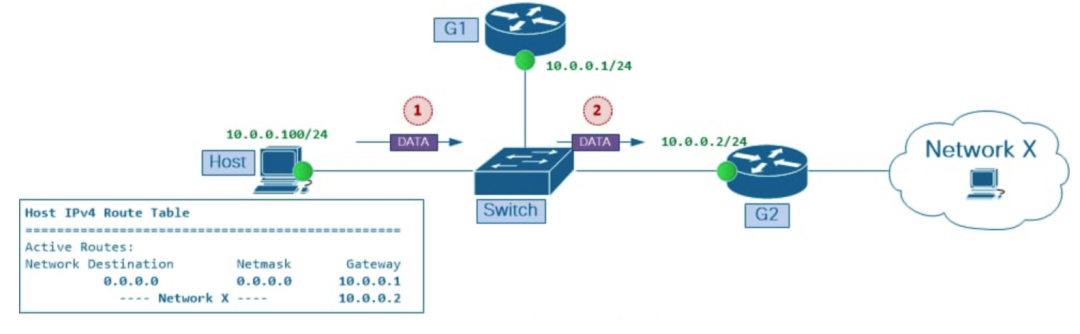 G1
10.0.0.1/24
1
2
10.0.0.100/24
DATA
DATA
10.0.0.2/24
Network X
Host
Switch
G2
Host IPv4 Route Table
================================================
Active Routes:
Network Destination Netmask Gateway
0.0.0.0 0.0.0.0 10.0.0.1
---- Network X ---- 10.0.0.2